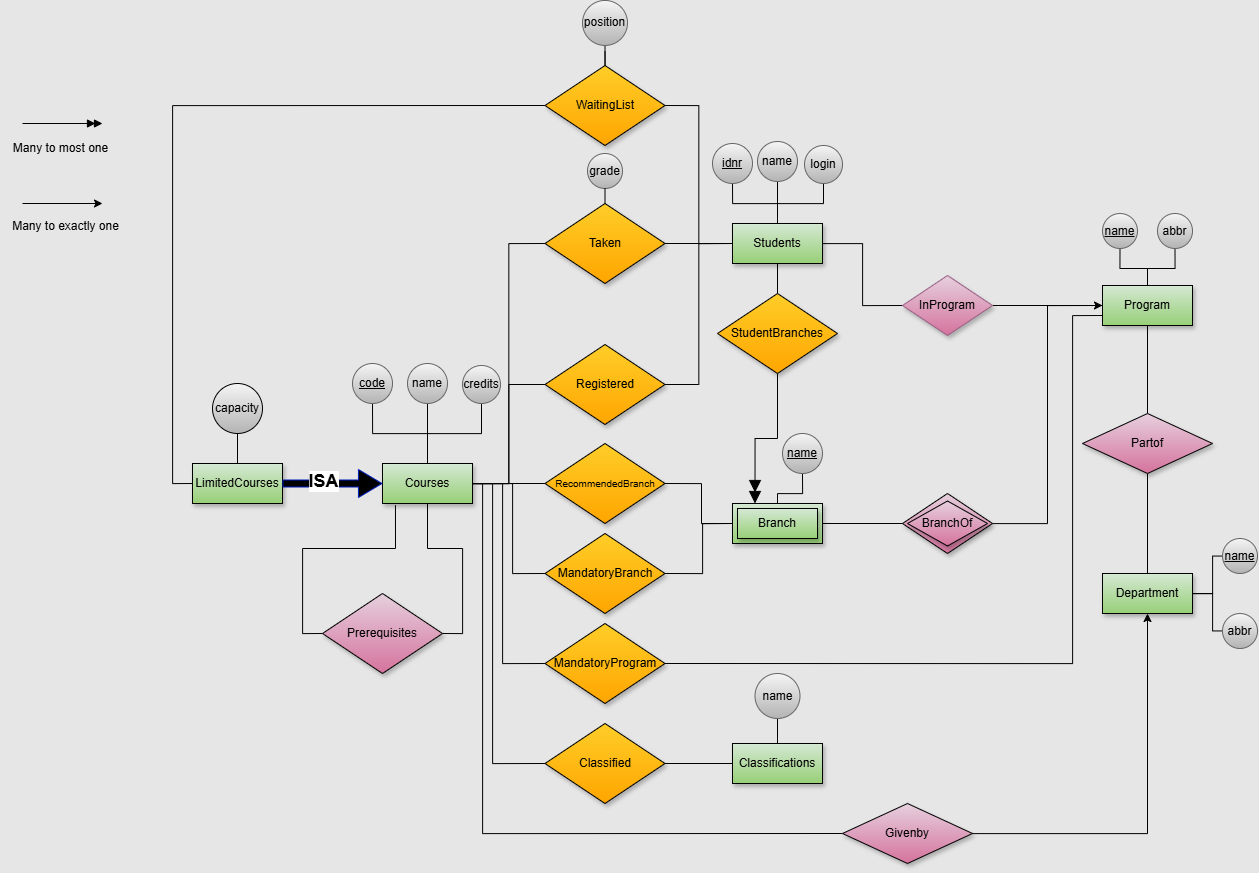 position
WaitingList
Many to most one
grade
idnr
name
login
Many to exactly one
name
abbr
Taken
Students
InProgram
Program
StudentBranches
code
name
credits
Registered
capacity
Partof
name
LimitedCourses
ISA
Courses
RecommendedBranch
Branch
BranchOf
name
MandatoryBranch
Department
abbr
Prerequisites
MandatoryProgram
name
Classified
Classifications
Givenby